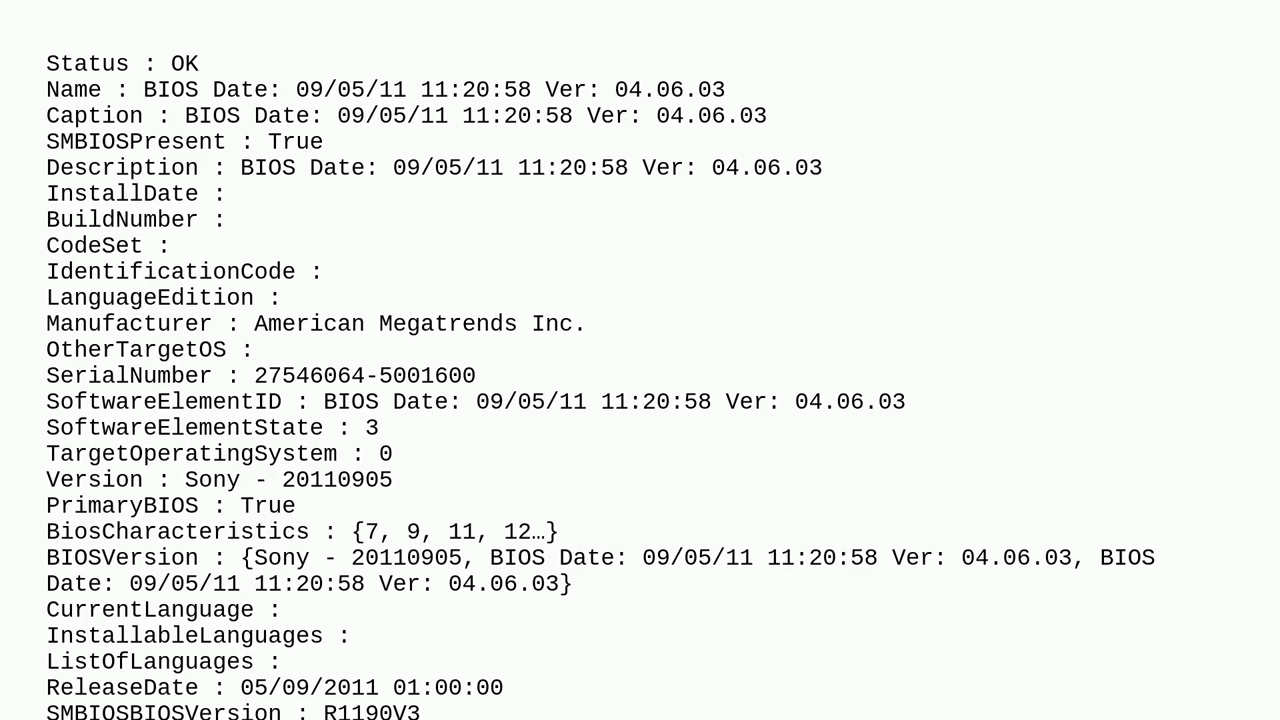 Status : OK
Name : BIOS Date: 09/05/11 11:20:58 Ver: 04.06.03
Caption : BIOS Date: 09/05/11 11:20:58 Ver: 04.06.03
SMBIOSPresent : True
Description : BIOS Date: 09/05/11 11:20:58 Ver: 04.06.03
InstallDate :
BuildNumber :
CodeSet :
IdentificationCode :
LanguageEdition :
Manufacturer : American Megatrends Inc.
OtherTargetOS :
SerialNumber : 27546064-5001600
SoftwareElementID : BIOS Date: 09/05/11 11:20:58 Ver: 04.06.03
SoftwareElementState : 3
TargetOperatingSystem : 0
Version : Sony - 20110905
PrimaryBIOS : True
BiosCharacteristics : {7, 9, 11, 12…}
BIOSVersion : {Sony - 20110905, BIOS Date: 09/05/11 11:20:58 Ver: 04.06.03, BIOS
Date: 09/05/11 11:20:58 Ver: 04.06.03}
CurrentLanguage :
InstallableLanguages :
ListOfLanguages :
ReleaseDate : 05/09/2011 01:00:00
SMBIOSBIOSVersion : R1190V3